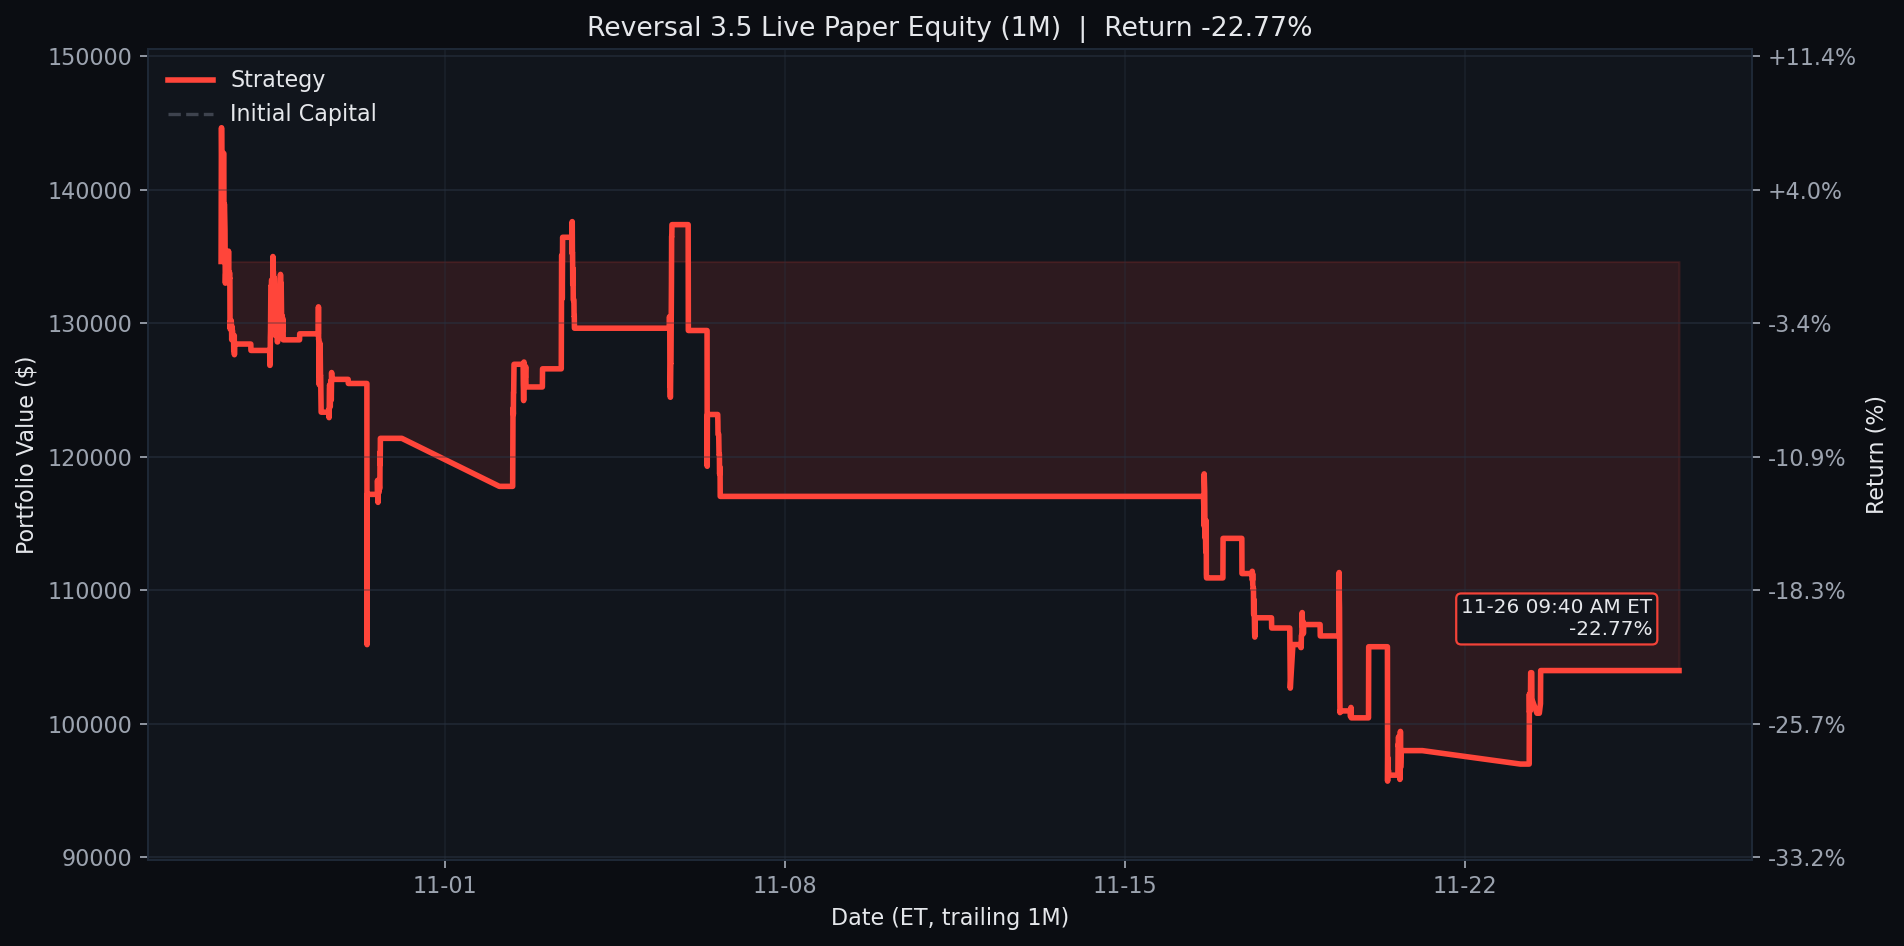 Reversal 3.5 Live Paper Equity (1M)  |  Return -22.77%
Strategy
Initial Capital
150000
140000
130000
120000
110000
100000
90000
Portfolio Value ($)
+11.4%
+4.0%
-3.4%
-10.9%
-18.3%
-25.7%
-33.2%
Return (%)
11-26 09:40 AM ET
-22.77%
11-01
11-08
11-15
11-22
Date (ET, trailing 1M)